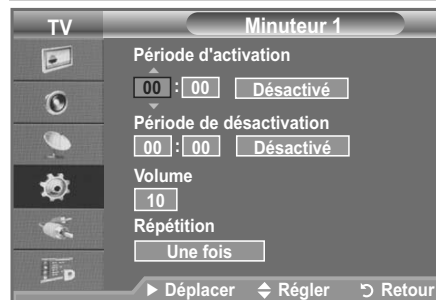 TV
Minuteur 1
Période d'activation
00 : 00 Désactivé
Période de désactivation
00 : 00 Désactivé
Volume
10
Répétition
Une fois
D
Déplacer Régler Retour